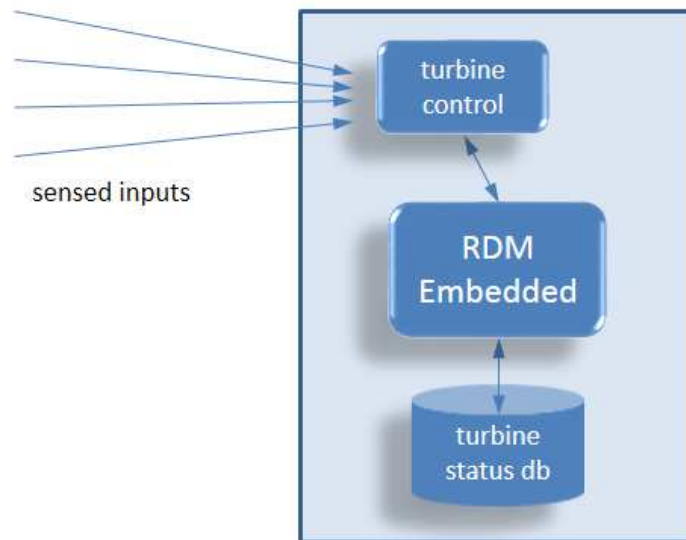 turbine
control
sensed inputs
RDM
Embedded
turbine
status db